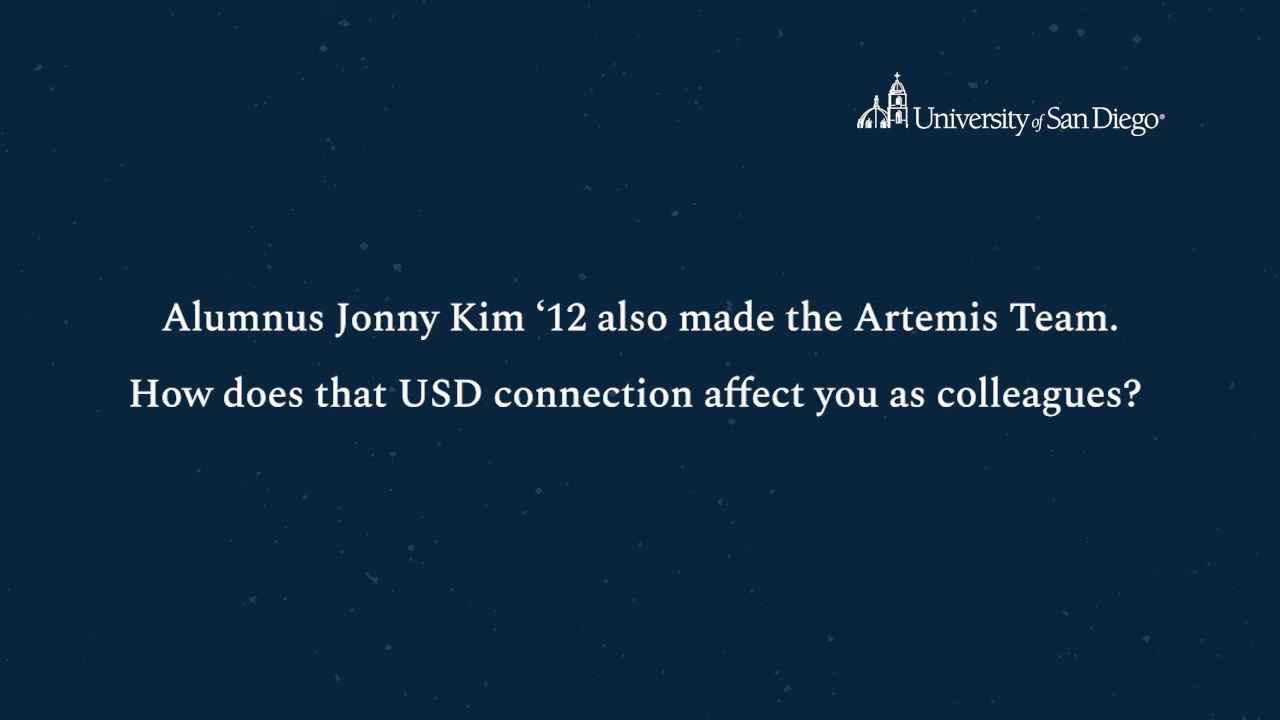 University of San Diego®
Alumnus Jonny Kim ‘12 also made the Artemis Team.
How does that USD connection affect you as colleagues?